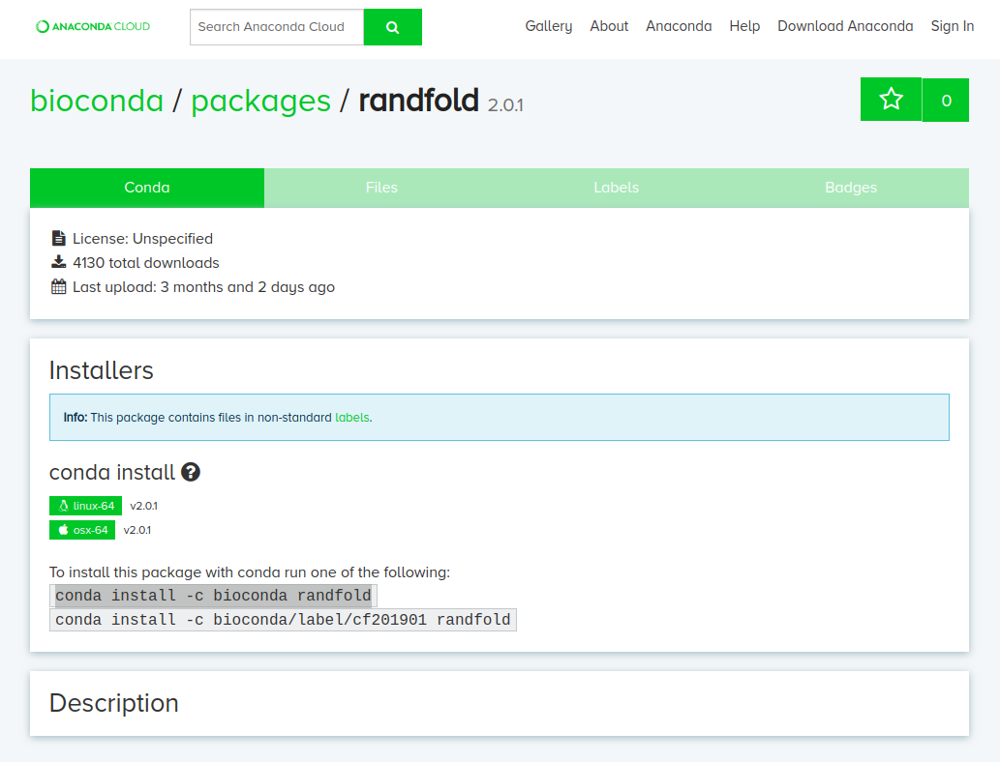 ANACONDA CLOUD
Search Anaconda Cloud
Gallery About Anaconda Help Download Anaconda Sign In
bioconda / packages / randfold 2.0.1
0
Conda Files Labels Badges
License: Unspecified
4130 total downloads
Last upload: 3 months and 2 days ago
Installers
Info: This package contains files in non-standard labels.
conda install ?
linux-64 v2.0.1
osx-64 v2.0.1
To install this package with conda run one of the following:
conda install -c bioconda randfold
conda install -c bioconda/label/cf201901 randfold
Description